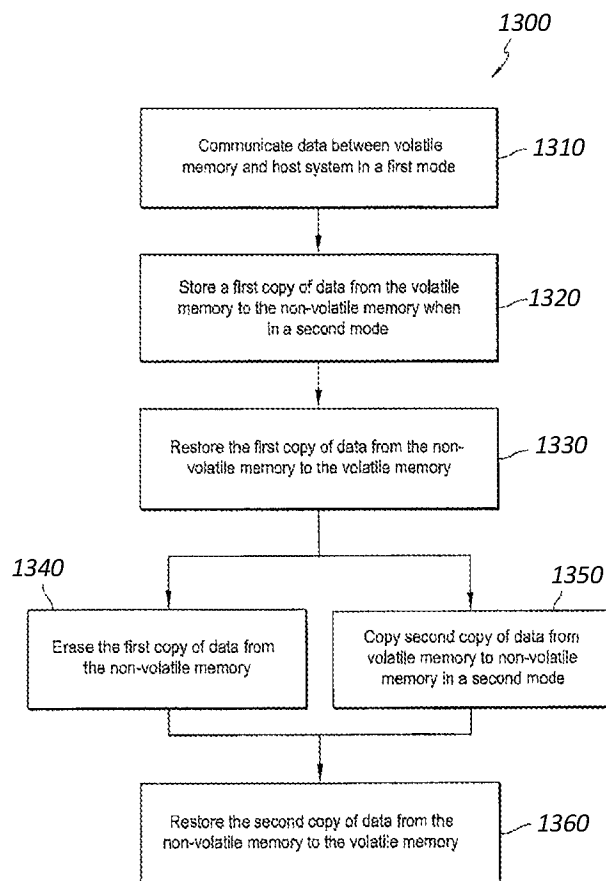 1300
Communicate data between volatile
memory and host system in a first mode
1310
Store a first copy of data from the volatile
memory to the non-volatile memory when
in a second mode
1320
Restore the first copy of data from the non-
volatile memory to the volatile memory
1330
1340
Erase the first copy of data from
the non-volatile memory
1350
Copy second copy of data from
volatile memory to non-volatile
memory in a second mode
Restore the second copy of data from the
non-volatile memory to the volatile memory
1360